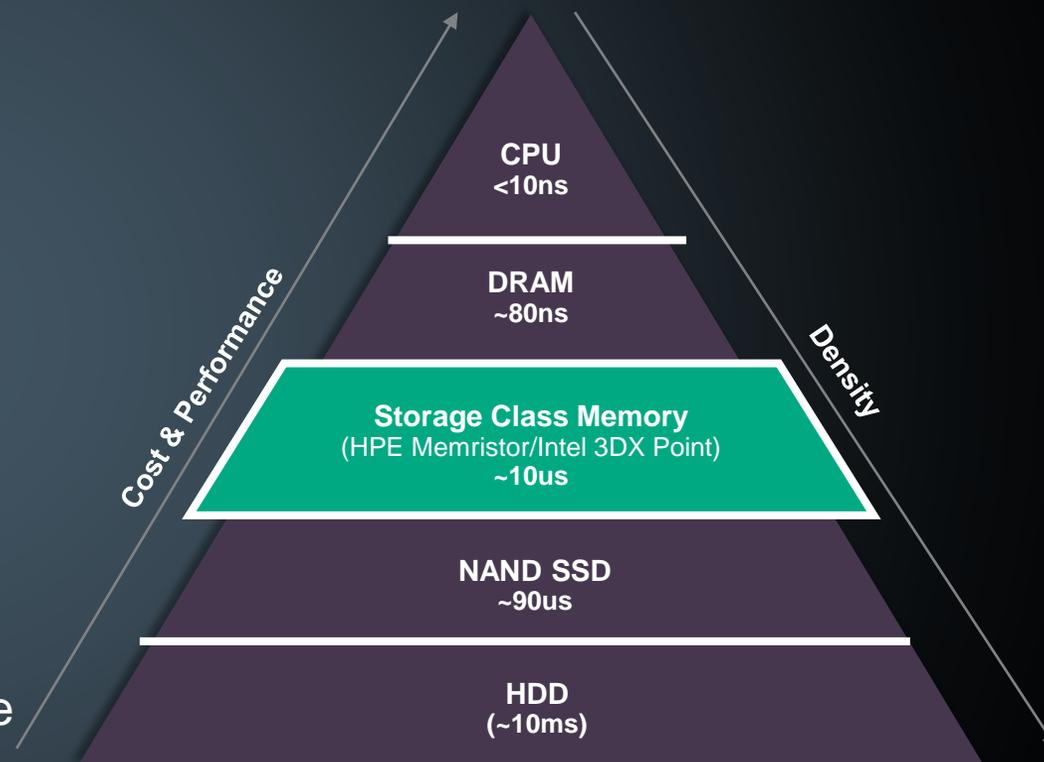 CPU
<10ns
DRAM
~80ns
Cost & Performance
Density
Storage Class Memory
(HPE Memristor/Intel 3DX Point)
~10us
NAND SSD
~90us
HDD
(~10ms)
e